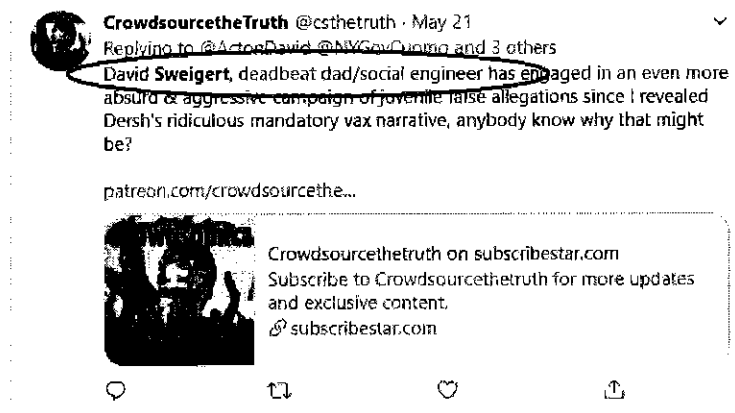 CrowdsourcetheTruth @csthetruth · May 21
Replying to @ActonDavid @NYGovCuomo and 3 others
David Sweigert, deadbeat dad/social engineer has engaged in an even more
absurd & aggressive campaign of juvenile false allegations since I revealed
Dersh's ridiculous mandatory vax narrative, anybody know why that might
be?
patreon.com/crowdsourcethe...
Crowdsourcethetruth on subscribestar.com
Subscribe to Crowdsourcethetruth for more updates
and exclusive content.
subscribestar.com